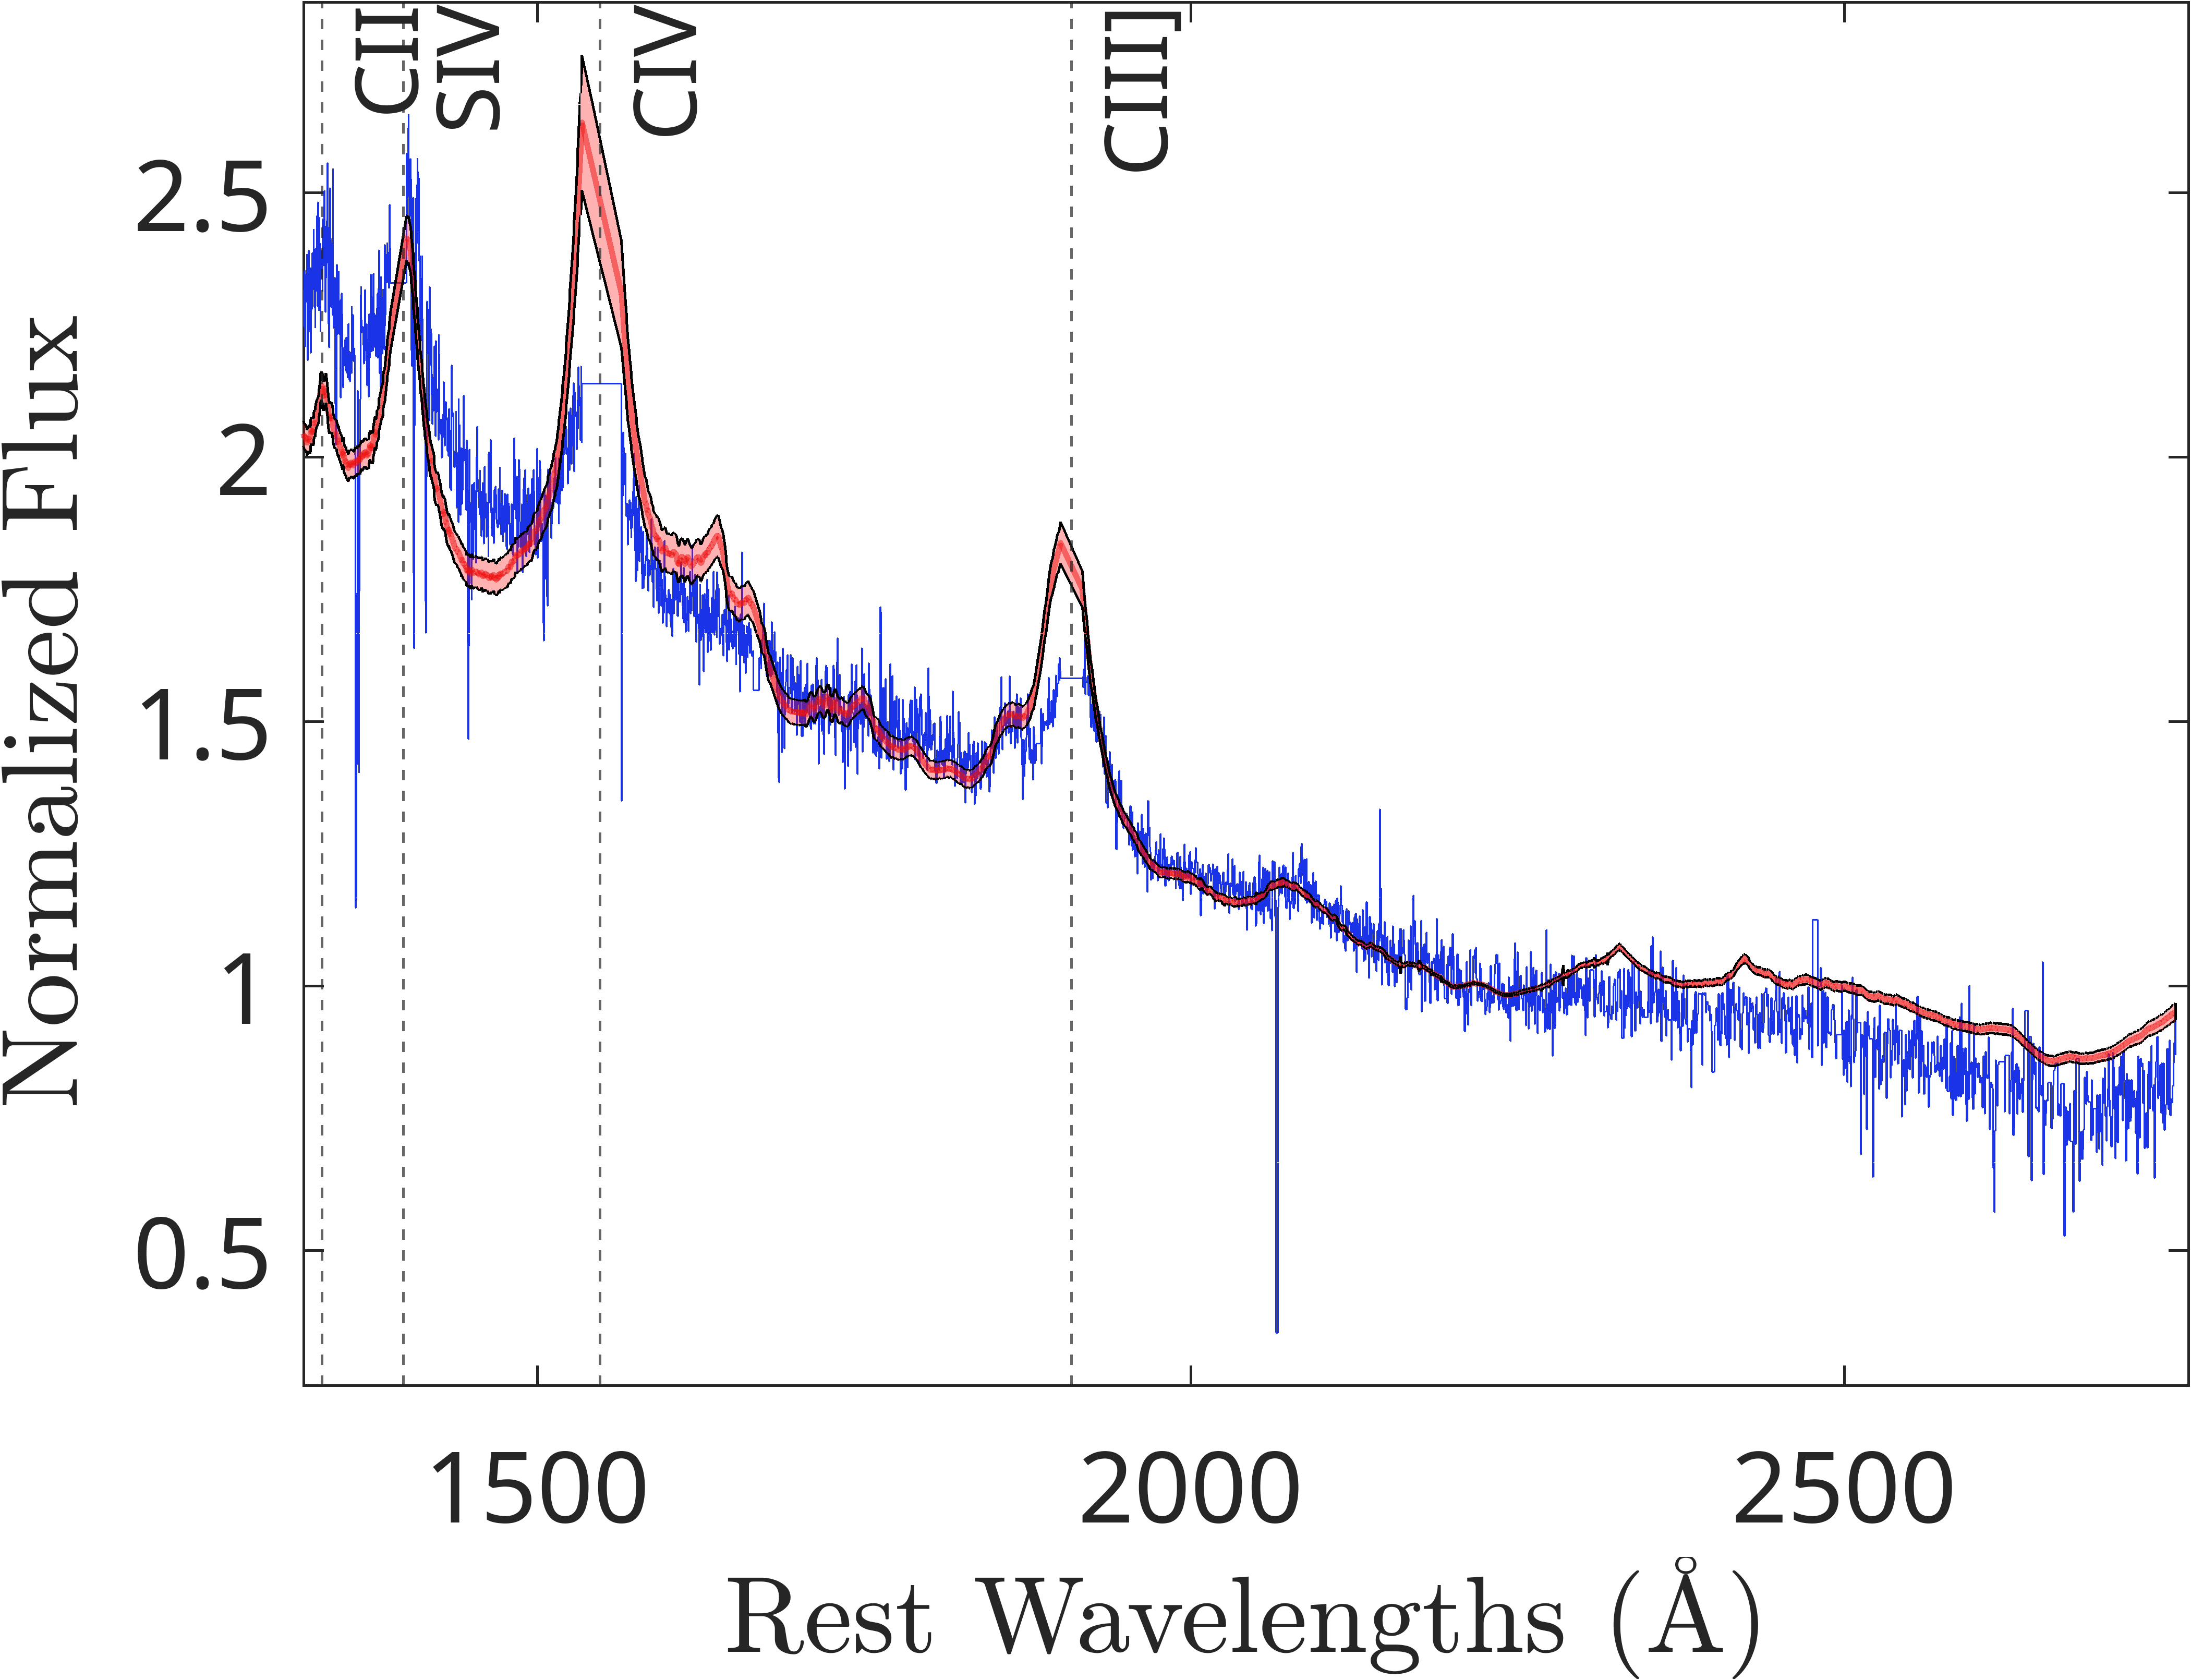 CII
SIV
CIV
CIII]
Normalized Flux
2.5
2
1.5
1
0.5
1500
2000
2500
Rest Wavelengths (Å)